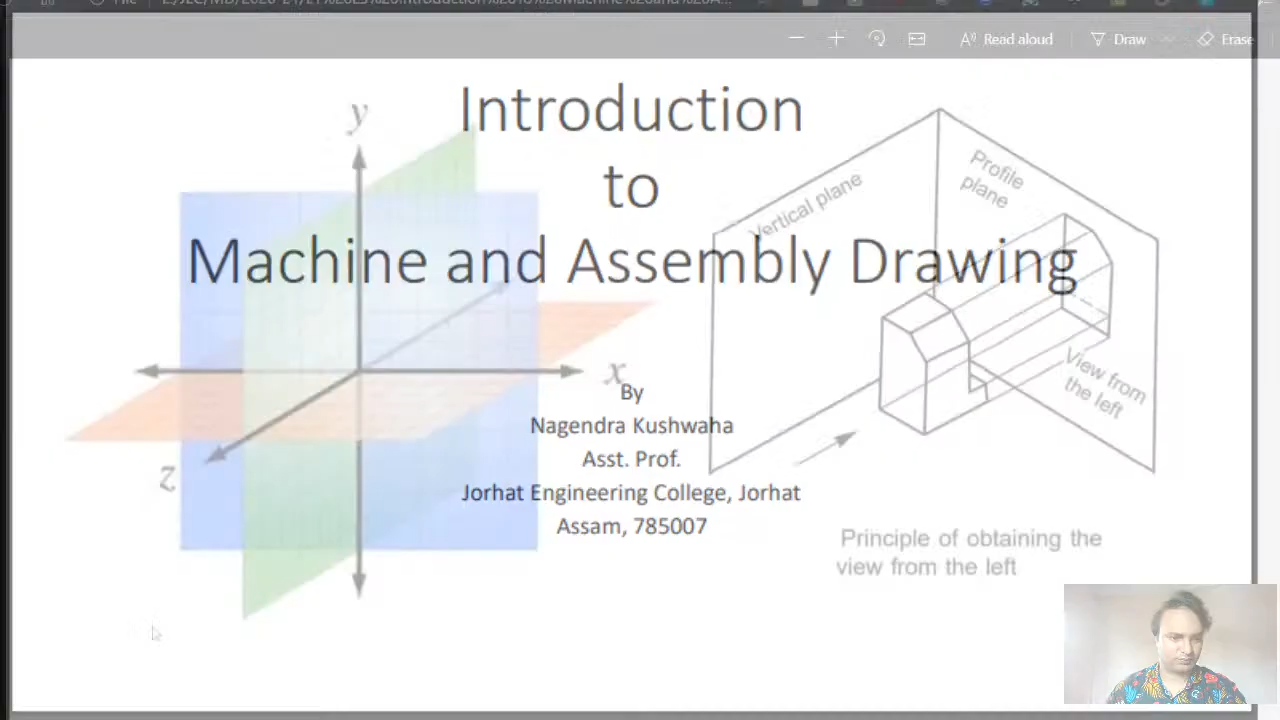 File
Read aloud
Draw
Erase
Introduction
to
Machine and Assembly Drawing
y
x
z
Vertical plane
Profile
plane
View from
the left
By
Nagendra Kushwaha
Asst. Prof.
Jorhat Engineering College, Jorhat
Assam, 785007
Principle of obtaining the
view from the left